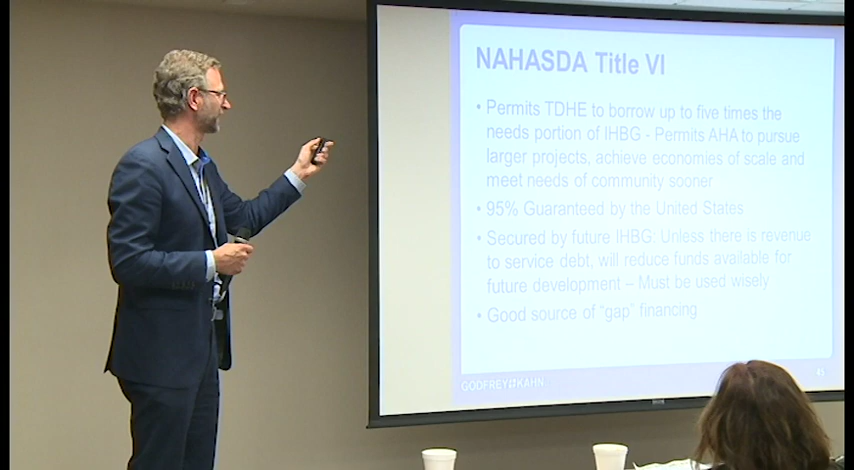 NAHASDA Title VI
• Permits TDHE to borrow up to five times the
needs portion of IHBG - Permits AHA to pursue
larger projects, achieve economies of scale and
meet needs of community sooner
• 95% Guaranteed by the United States
• Secured by future IHBG: Unless there is revenue
to service debt, will reduce funds available for
future development – Must be used wisely
• Good source of "gap" financing
GODFREY KAHN